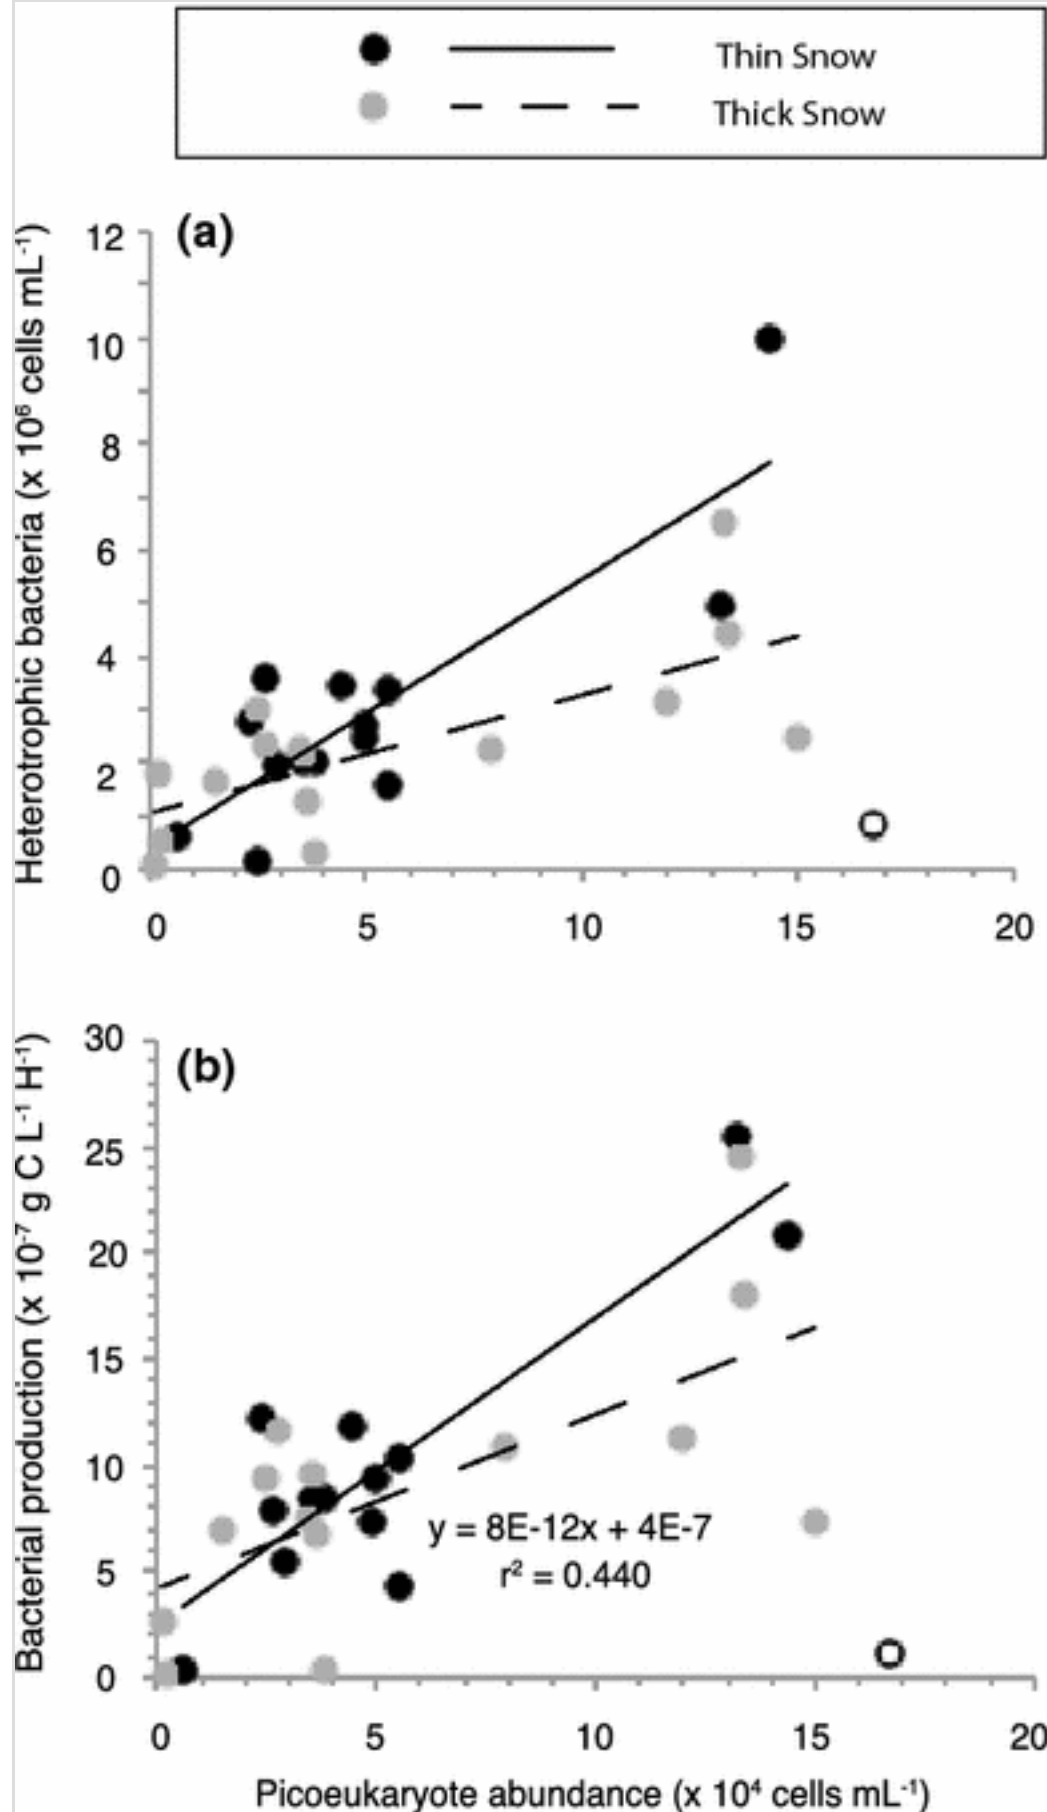 Thin Snow
Thick Snow
(a)
Heterotrophic bacteria (x 10⁶ cells mL⁻¹)
12
10
8
6
4
2
0
0 5 10 15 20
(b)
Bacterial production (x 10⁻⁷ g C L⁻¹ H⁻¹)
30
25
20
15
10
5
0
y = 8E-12x + 4E-7
r² = 0.440
0 5 10 15 20
Picoeukaryote abundance (x 10⁴ cells mL⁻¹)